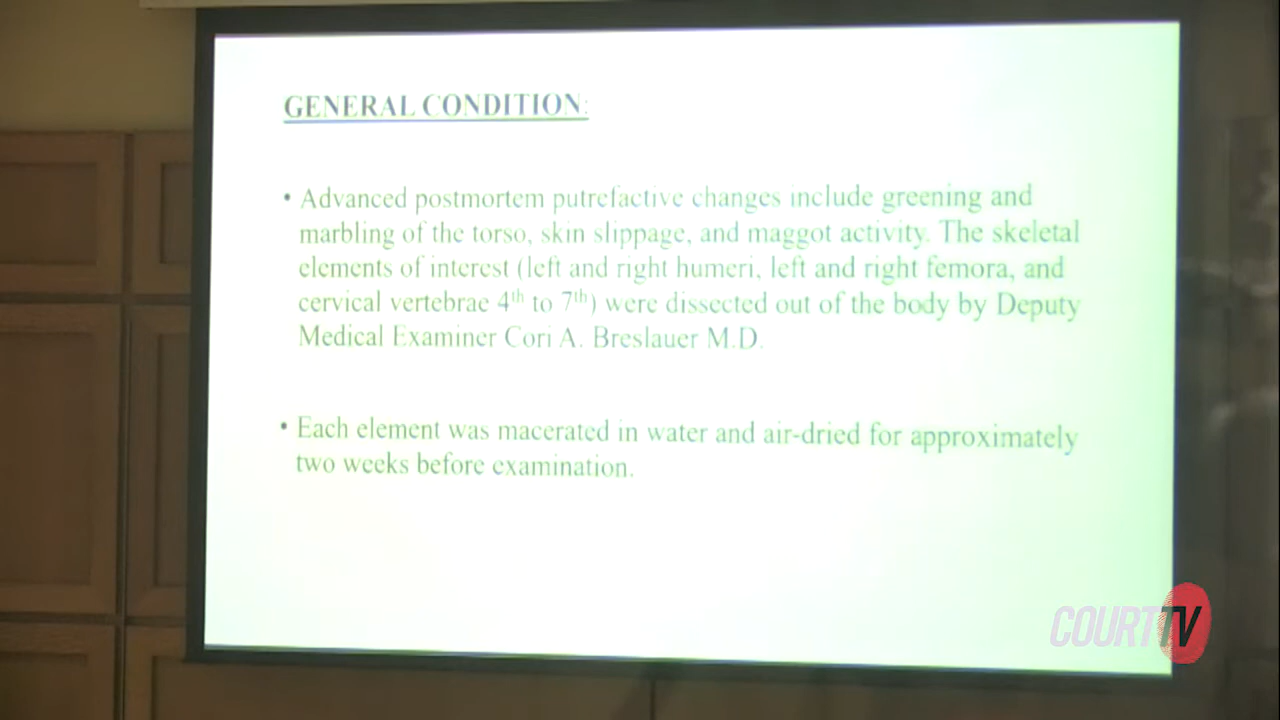 GENERAL CONDITION:
• Advanced postmortem putrefactive changes include greening and
marbling of the torso, skin slippage, and maggot activity. The skeletal
elements of interest (left and right humeri, left and right femora, and
cervical vertebrae 4th to 7th) were dissected out of the body by Deputy
Medical Examiner Cori A. Breslauer M.D.
• Each element was macerated in water and air-dried for approximately
two weeks before examination.
COURT TV